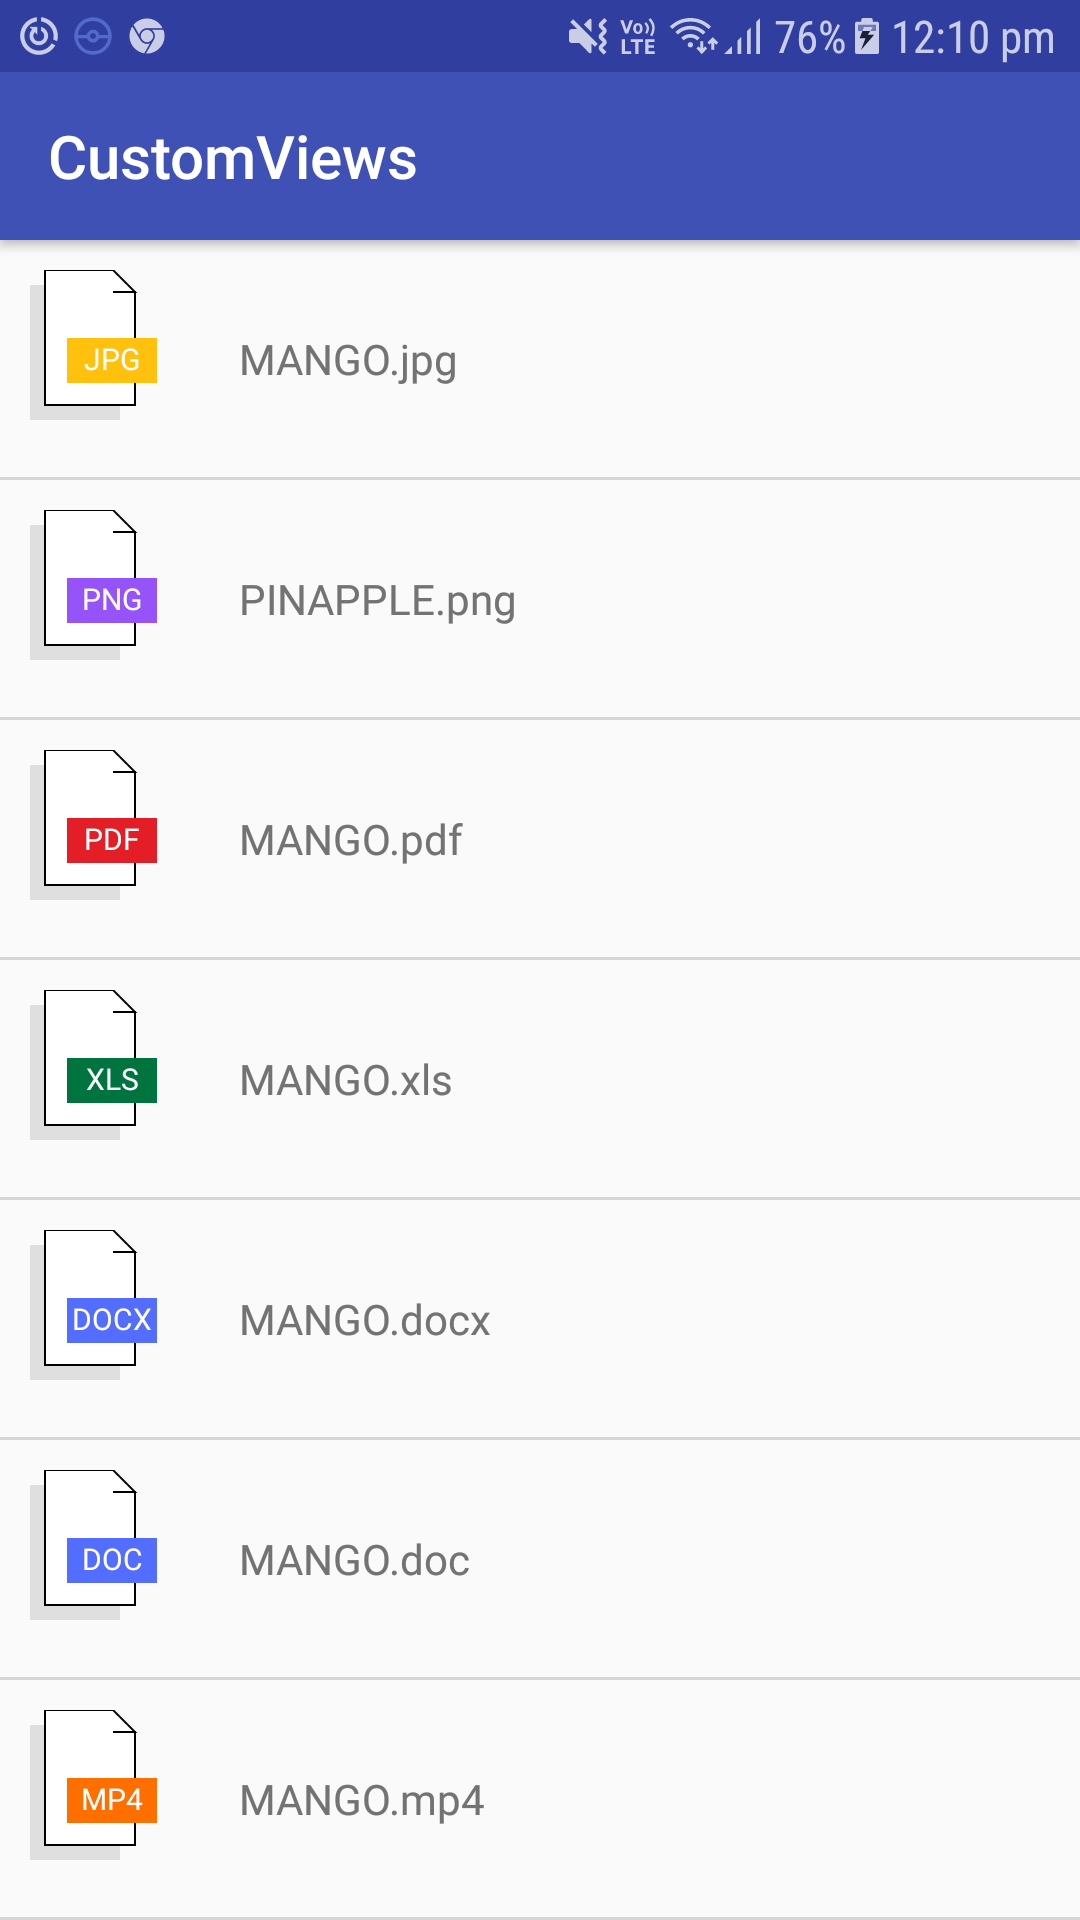 Vo)) LTE 76% 12:10 pm
CustomViews
JPG MANGO.jpg
PNG PINAPPLE.png
PDF MANGO.pdf
XLS MANGO.xls
DOCX MANGO.docx
DOC MANGO.doc
MP4 MANGO.mp4